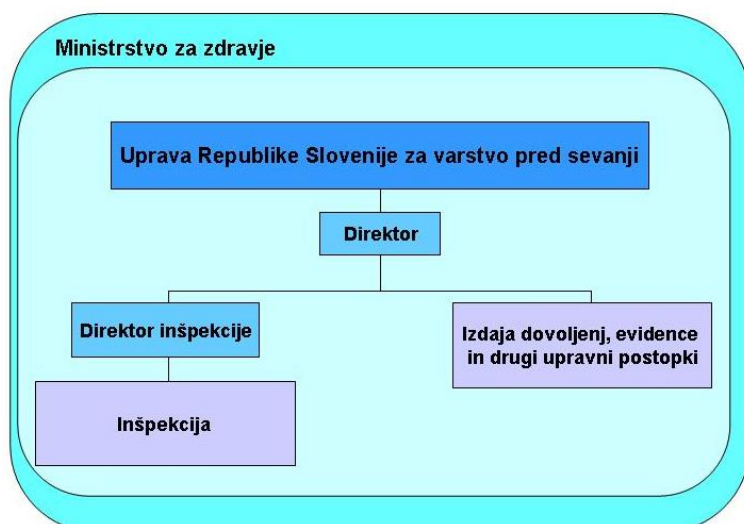 Ministrstvo za zdravje
Uprava Republike Slovenije za varstvo pred sevanji
Direktor
Direktor inšpekcije
Izdaja dovoljenj, evidence
in drugi upravni postopki
Inšpekcija